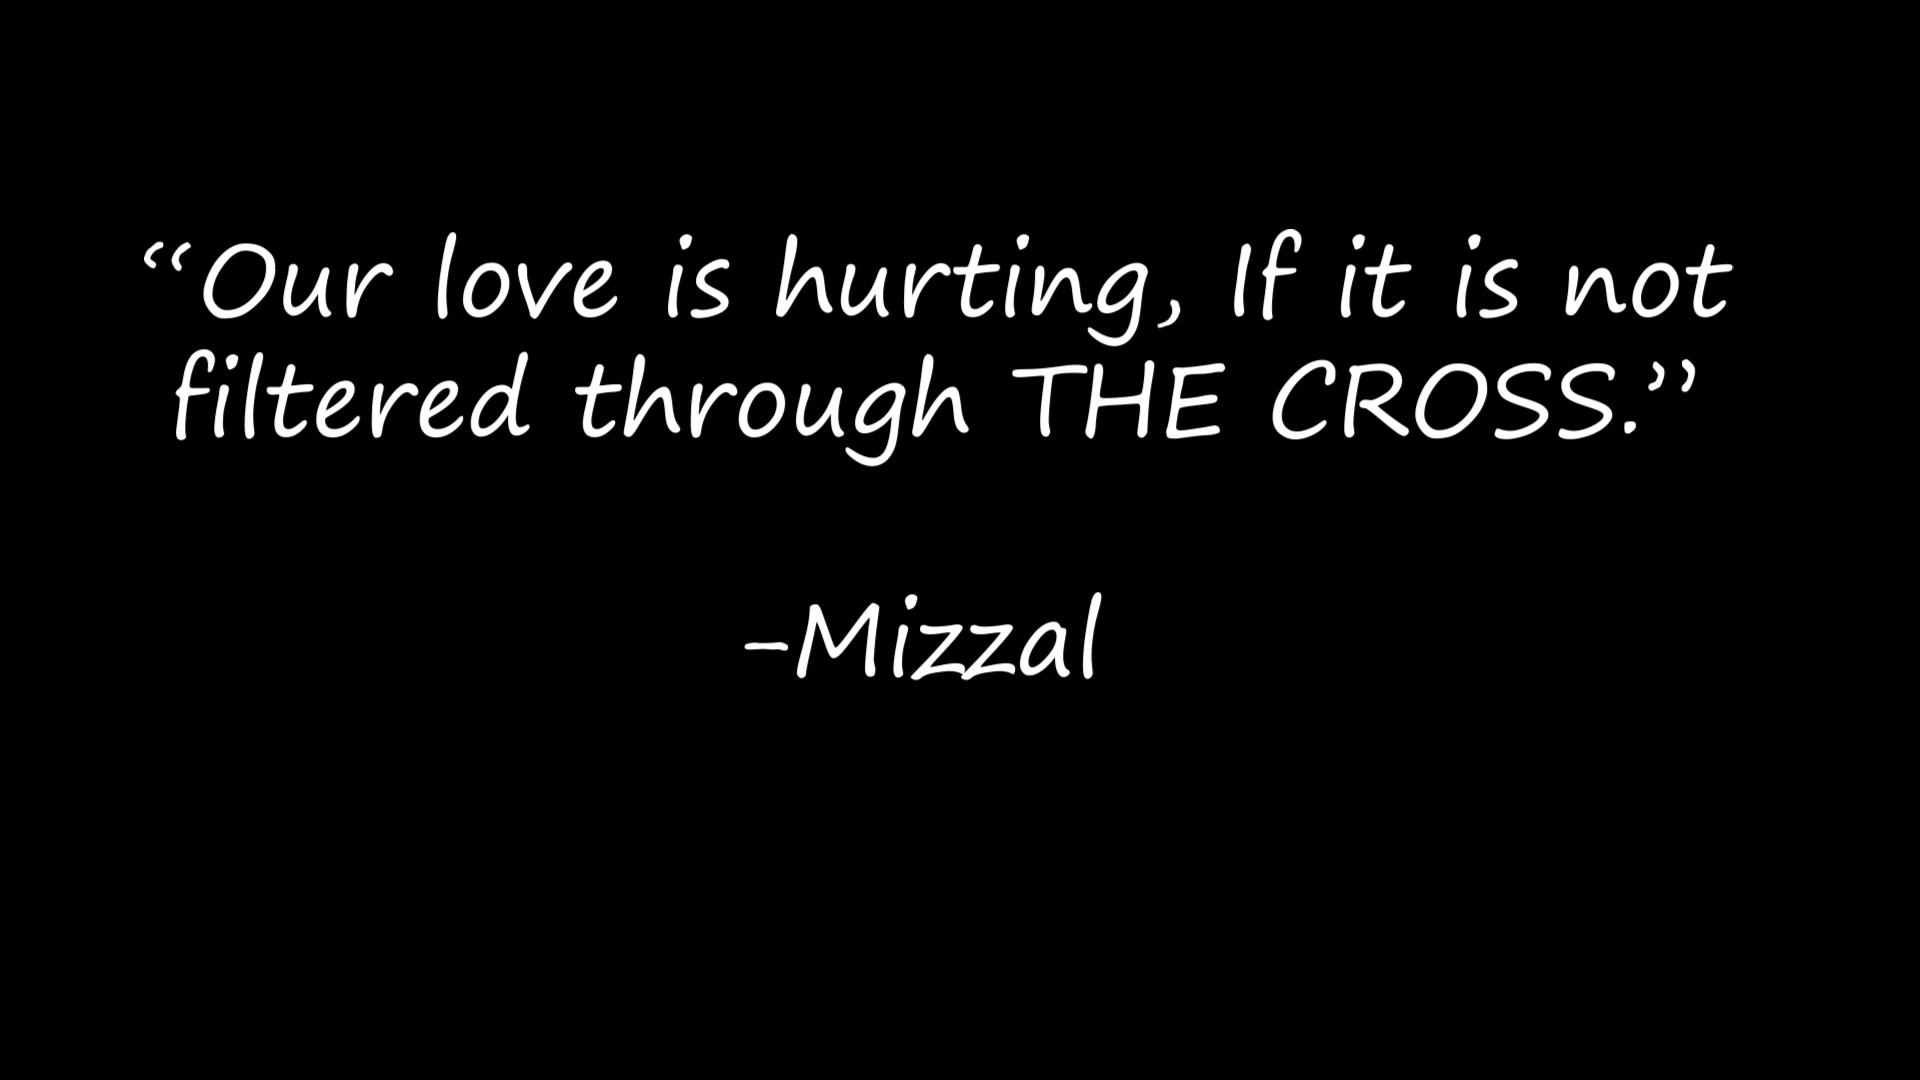 “Our love is hurting, If it is not
filtered through THE CROSS.”
-Mizzal